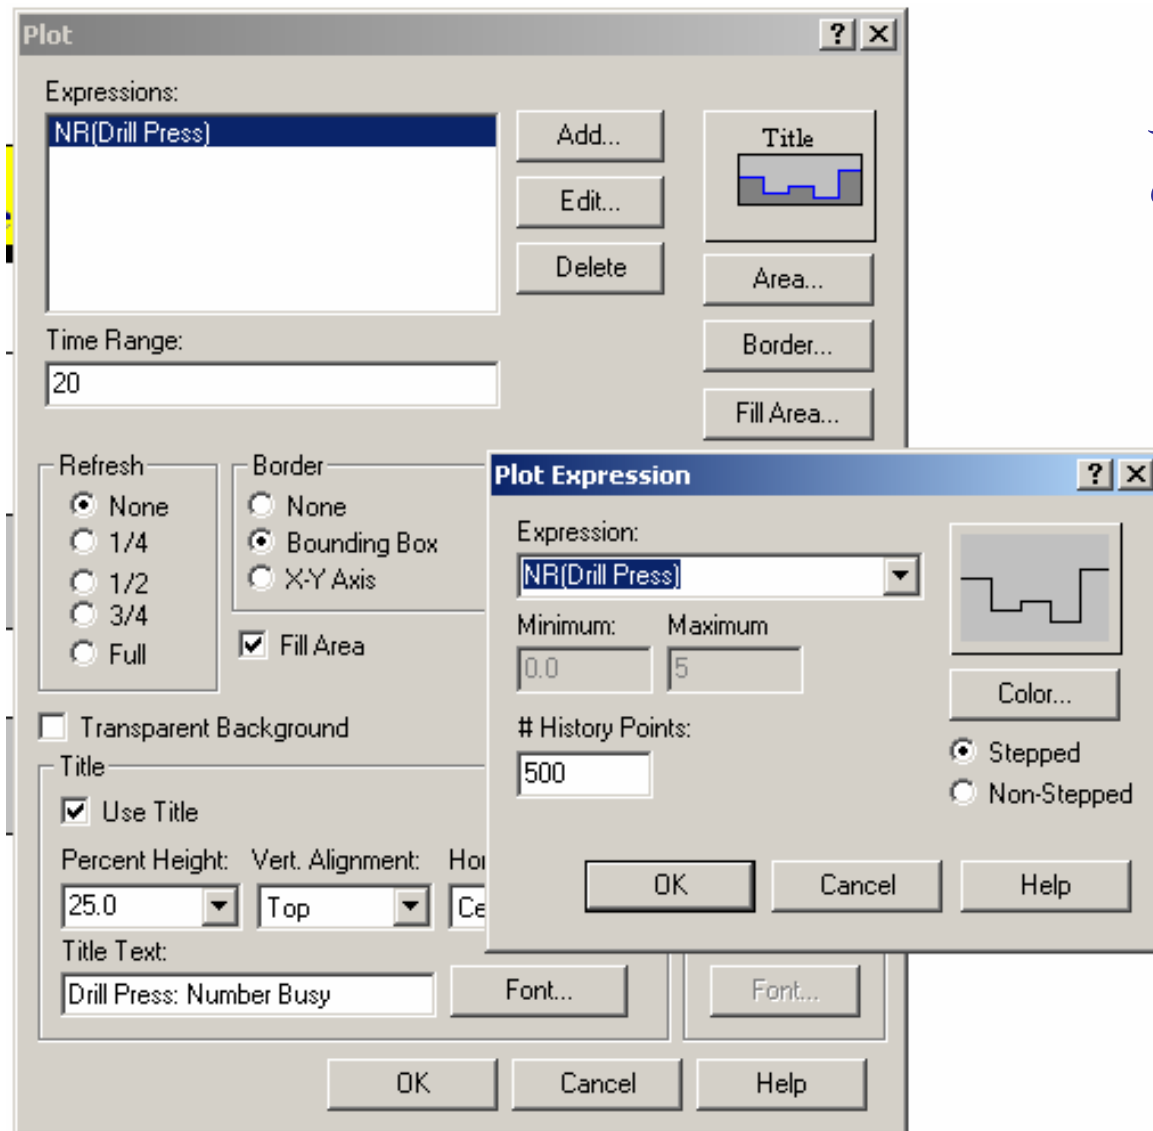 Plot
Expressions:
NR(Drill Press)
Add...
Edit...
Delete
Title
Area...
Border...
Fill Area...
Time Range:
20
Refresh
None
1/4
1/2
3/4
Full
Border
None
Bounding Box
X-Y Axis
Fill Area
Transparent Background
Title
Use Title
Percent Height: Vert. Alignment:
25.0 Top
Title Text:
Drill Press: Number Busy
Font...
Font...
OK Cancel Help
Plot Expression
Expression:
NR(Drill Press)
Minimum: Maximum
0.0 5
# History Points:
500
Color...
Stepped
Non-Stepped
OK Cancel Help